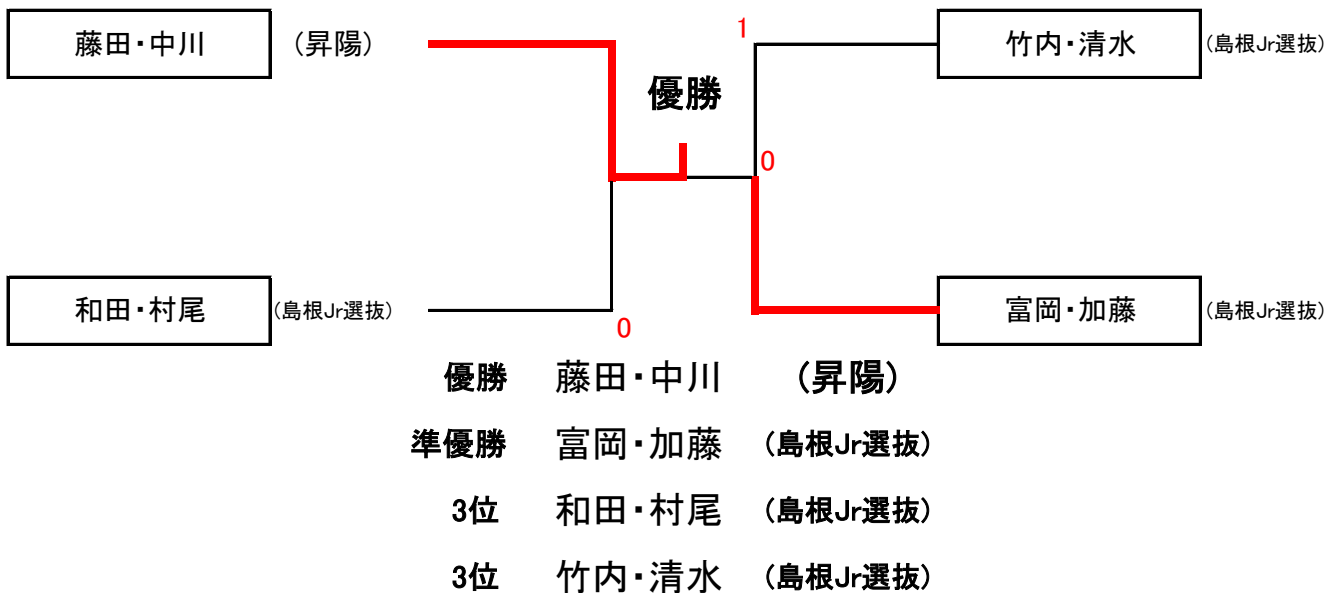 藤田・中川 (昇陽) 1 竹内・清水 (島根Jr選抜)
優勝
0
和田・村尾 (島根Jr選抜) 0 富岡・加藤 (島根Jr選抜)
優勝 藤田・中川 (昇陽)
準優勝 富岡・加藤 (島根Jr選抜)
3位 和田・村尾 (島根Jr選抜)
3位 竹内・清水 (島根Jr選抜)